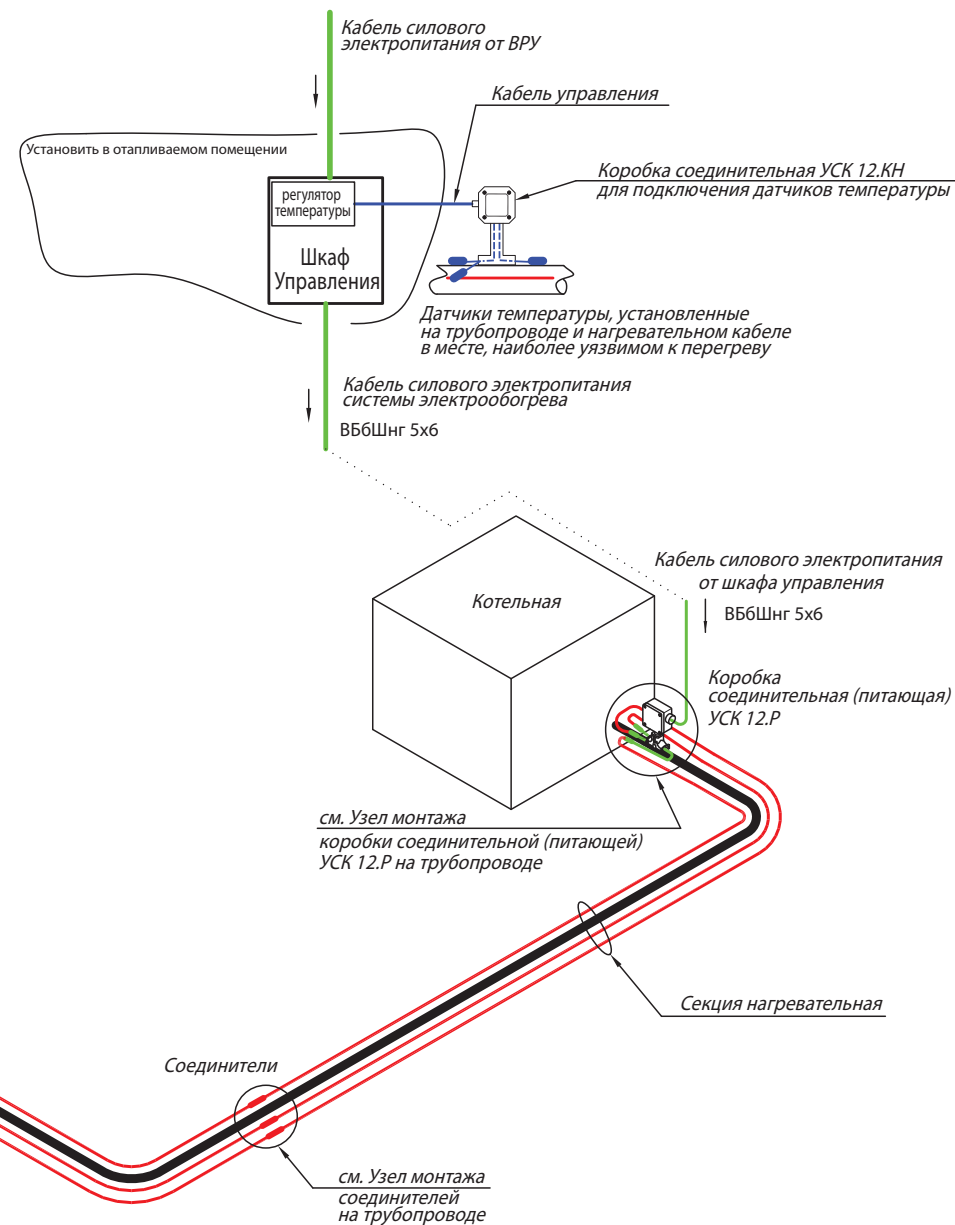 Кабель силового
электропитания от ВРУ
Кабель управления
Установить в отапливаемом помещении
Коробка соединительная УСК 12.КН
для подключения датчиков температуры
регулятор
температуры
Шкаф
Управления
Датчики температуры, установленные
на трубопроводе и нагревательном кабеле
в месте, наиболее уязвимом к перегреву
Кабель силового электропитания
системы электрообогрева
ВБбШнг 5х6
Кабель силового электропитания
от шкафа управления
ВБбШнг 5х6
Котельная
Коробка
соединительная (питающая)
УСК 12.Р
см. Узел монтажа
коробки соединительной (питающей)
УСК 12.Р на трубопроводе
Секция нагревательная
Соединители
см. Узел монтажа
соединителей
на трубопроводе